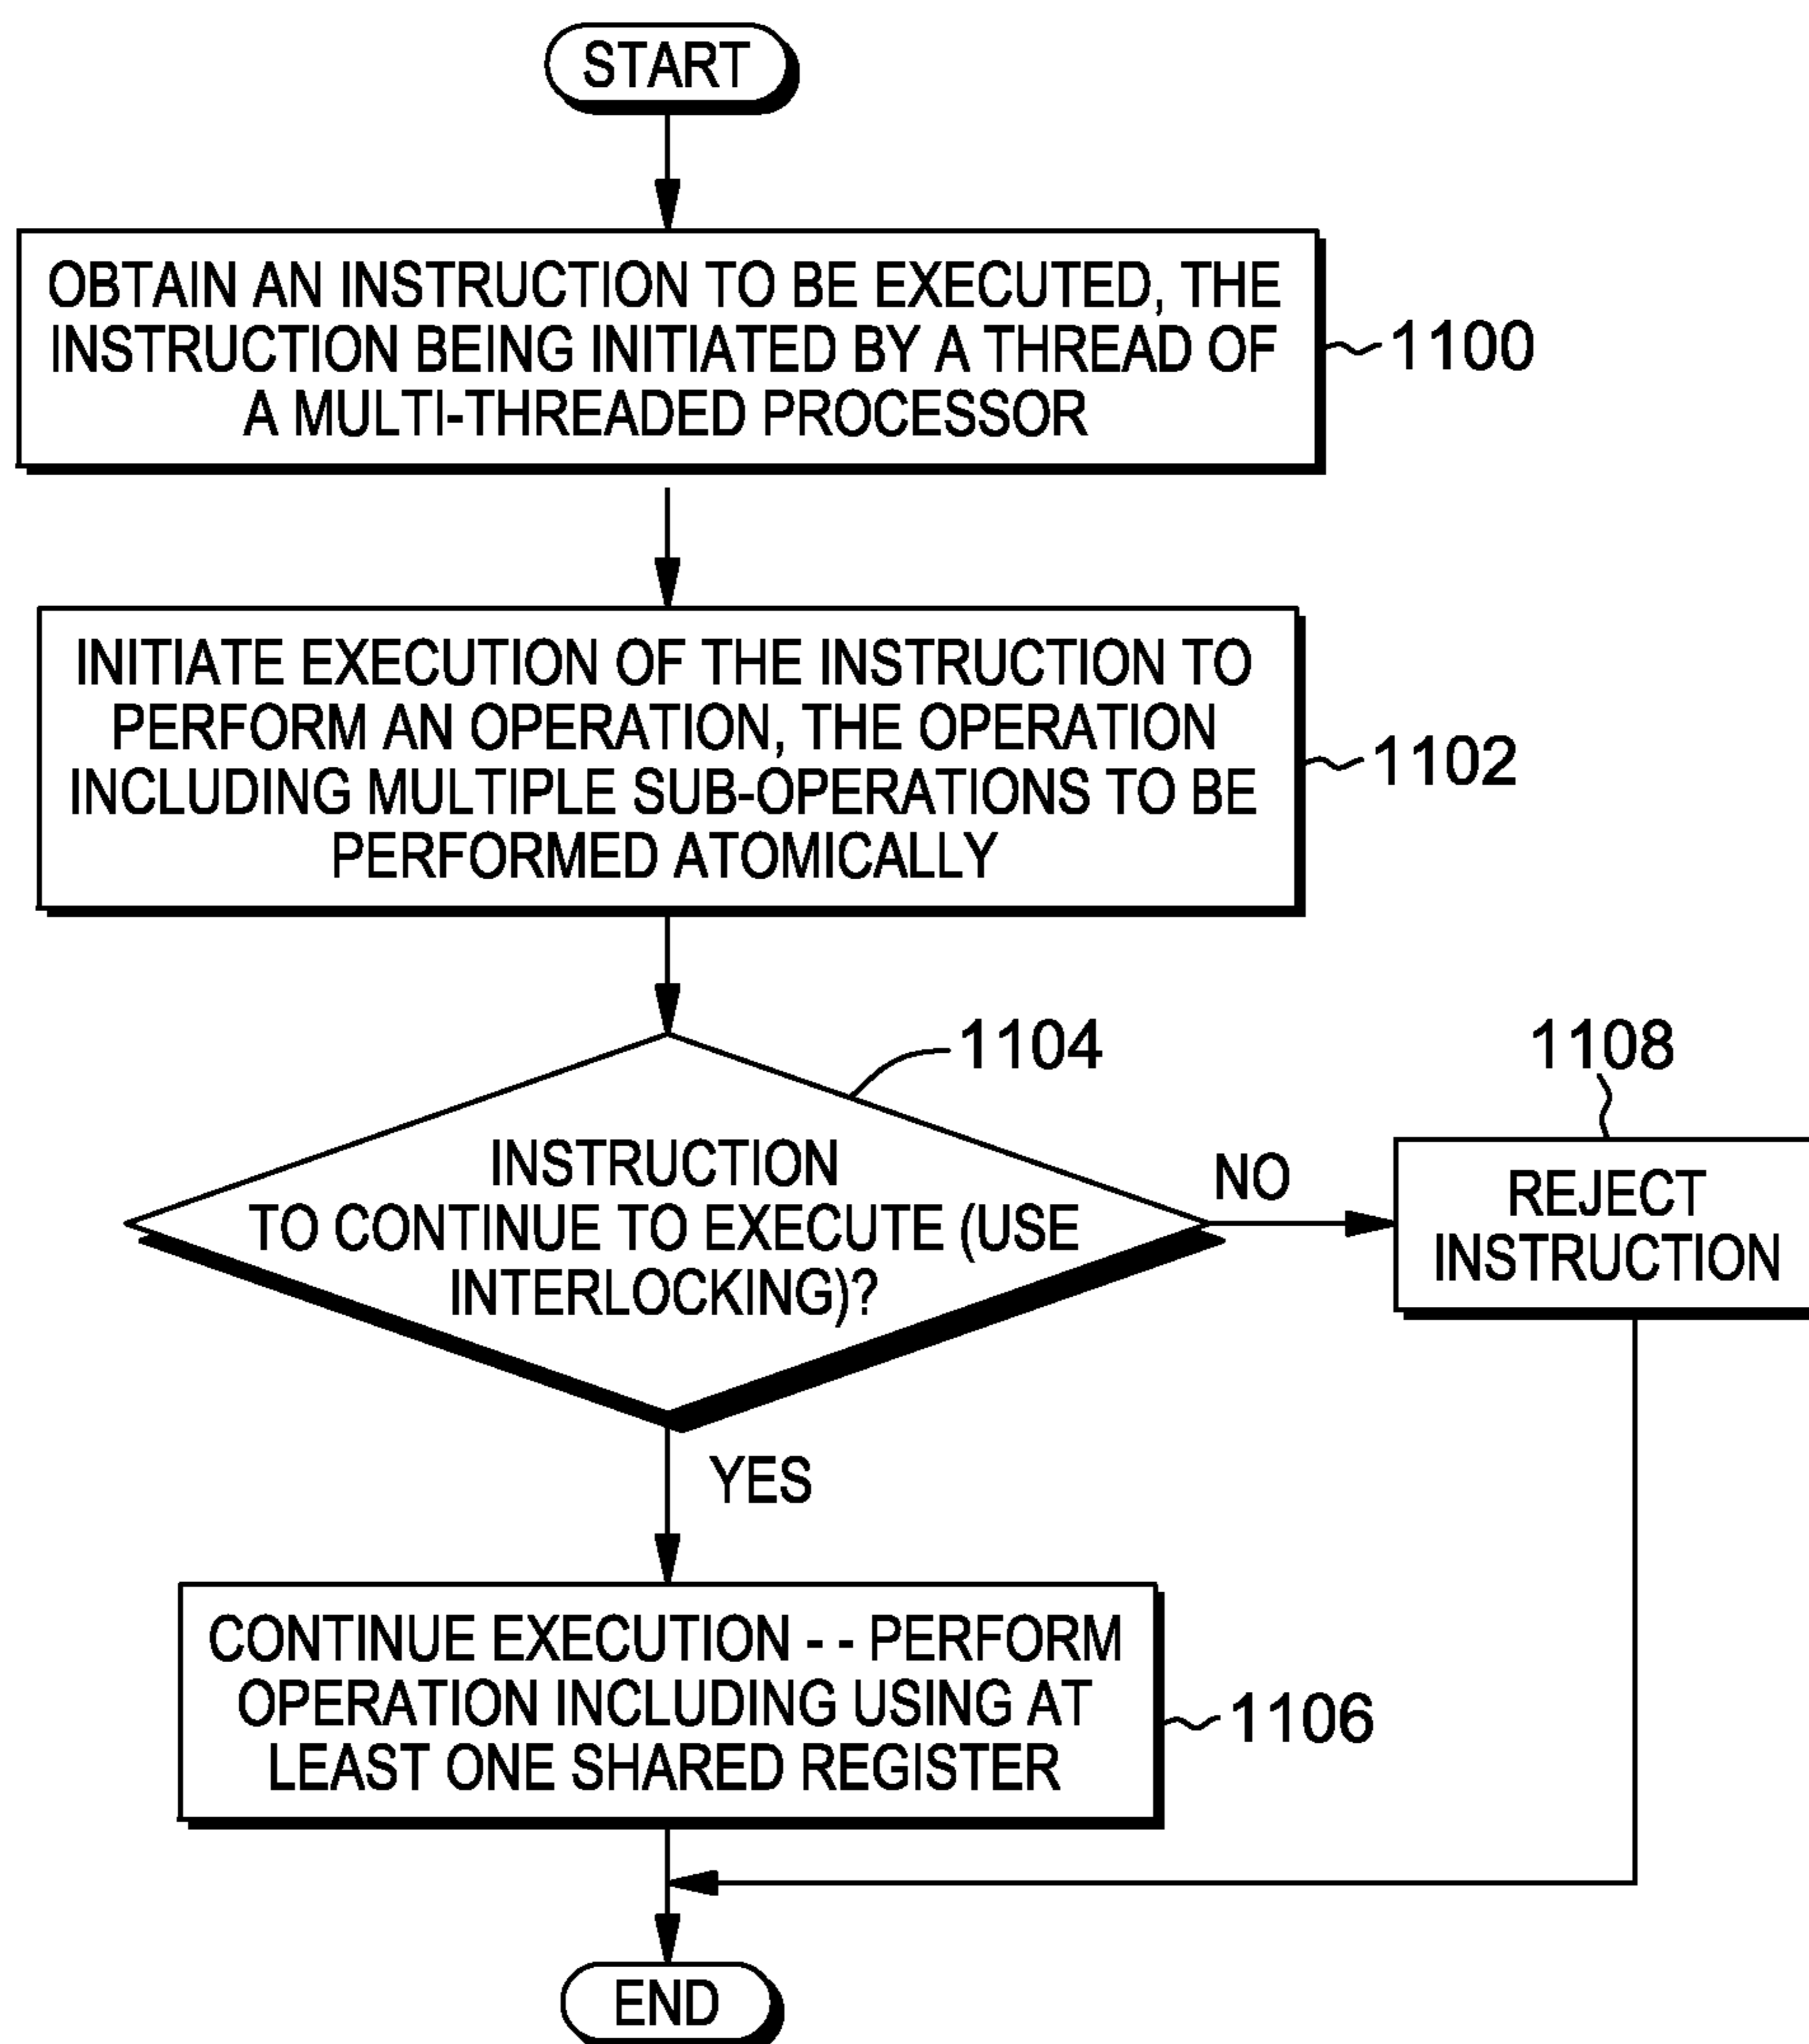 START
OBTAIN AN INSTRUCTION TO BE EXECUTED, THE
INSTRUCTION BEING INITIATED BY A THREAD OF
A MULTI-THREADED PROCESSOR
1100
INITIATE EXECUTION OF THE INSTRUCTION TO
PERFORM AN OPERATION, THE OPERATION
INCLUDING MULTIPLE SUB-OPERATIONS TO BE
PERFORMED ATOMICALLY
1102
1104
INSTRUCTION
TO CONTINUE TO EXECUTE (USE
INTERLOCKING)?
NO
1108
REJECT
INSTRUCTION
YES
CONTINUE EXECUTION - - PERFORM
OPERATION INCLUDING USING AT
LEAST ONE SHARED REGISTER
1106
END